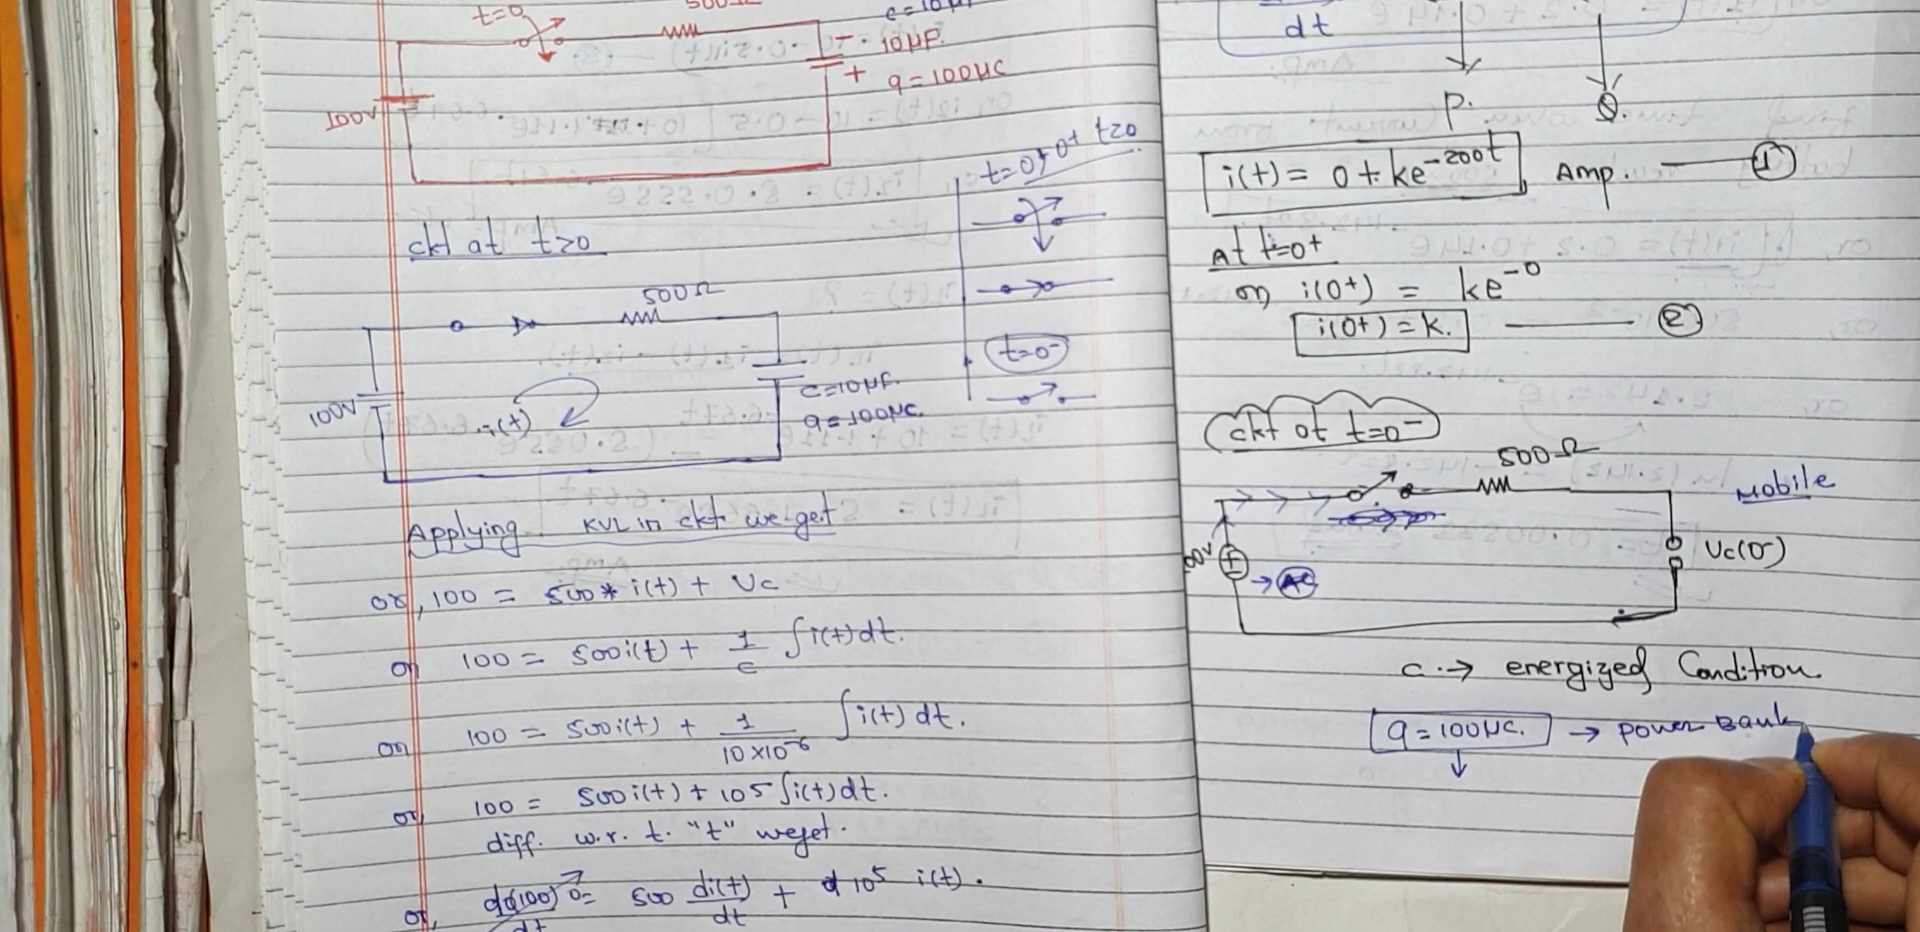 t=0
500Ω
C=10μF
10μF.
+ q=100μC
100V
t=0, 0+ t≥0
ckt at t>0
500Ω
t=0-
100V
i(t)
C=10μF.
q=100μC.
Applying KVL in ckt we get
or, 100 = 500*i(t) + Vc
or 100 = 500i(t) + 1/c ∫i(t)dt.
or 100 = 500i(t) + 1/10×10-6 ∫i(t) dt.
or 100 = 500i(t) + 105 ∫i(t)dt.
diff. w.r. t. "t" weget.
or, d(100)/dt 0 = 500 di(t)/dt + 105 i(t).
dt
P. Q.
i(t) = 0 + ke-200t Amp. — 1
At t=0+
or i(0+) = ke-0
i(0+) = k. — 2
ckt at t=0-
500Ω
Mobile
Vc(0-)
C → energized Condition
q = 100μC. → Power Bank